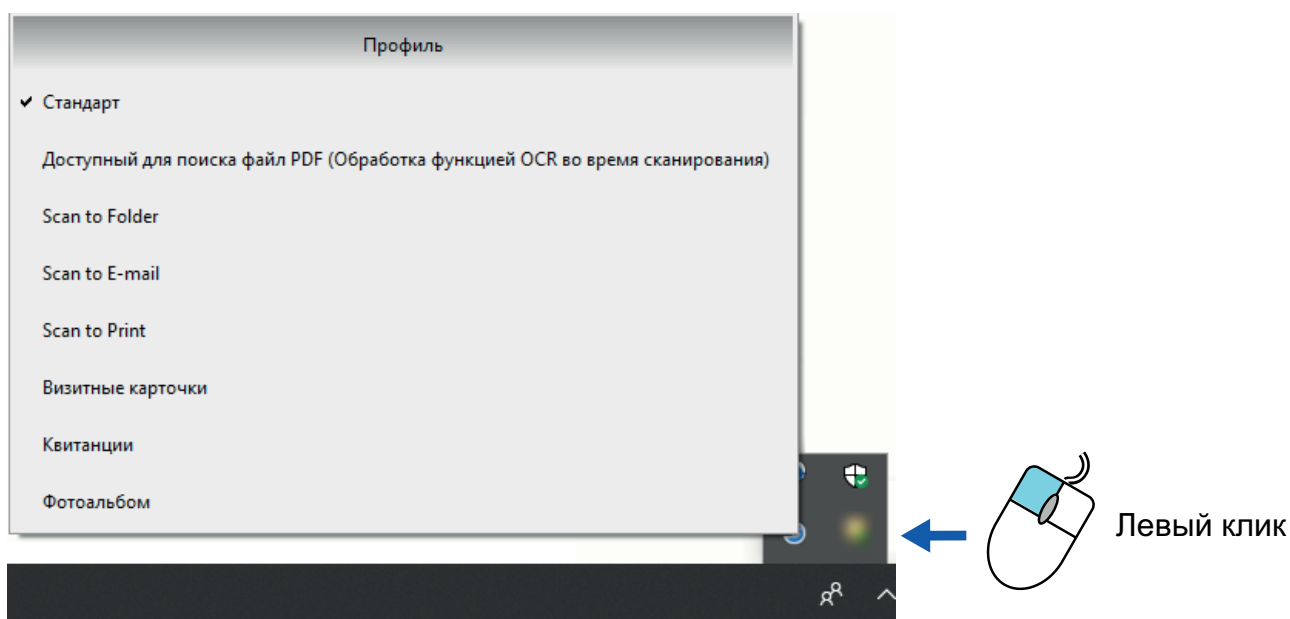 Профиль
Стандарт
Доступный для поиска файл PDF (Обработка функцией OCR во время сканирования)
Scan to Folder
Scan to E-mail
Scan to Print
Визитные карточки
Квитанции
Фотоальбом
Левый клик